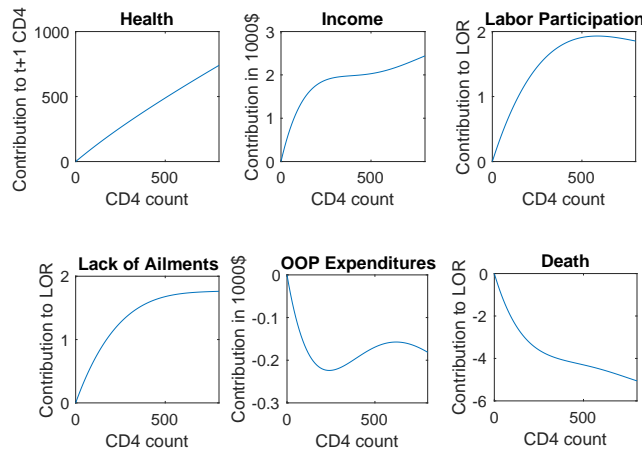 Health
Contribution to t+1 CD4
1000
500
0
0
500
CD4 count
Income
Contribution in 1000$
3
2
1
0
0
500
CD4 count
Labor Participation
Contribution to LOR
2
1
0
0
500
CD4 count
Lack of Ailments
Contribution to LOR
2
1
0
0
500
CD4 count
OOP Expenditures
Contribution in 1000$
0
-0.1
-0.2
-0.3
0
500
CD4 count
Death
Contribution to LOR
0
-2
-4
-6
0
500
CD4 count